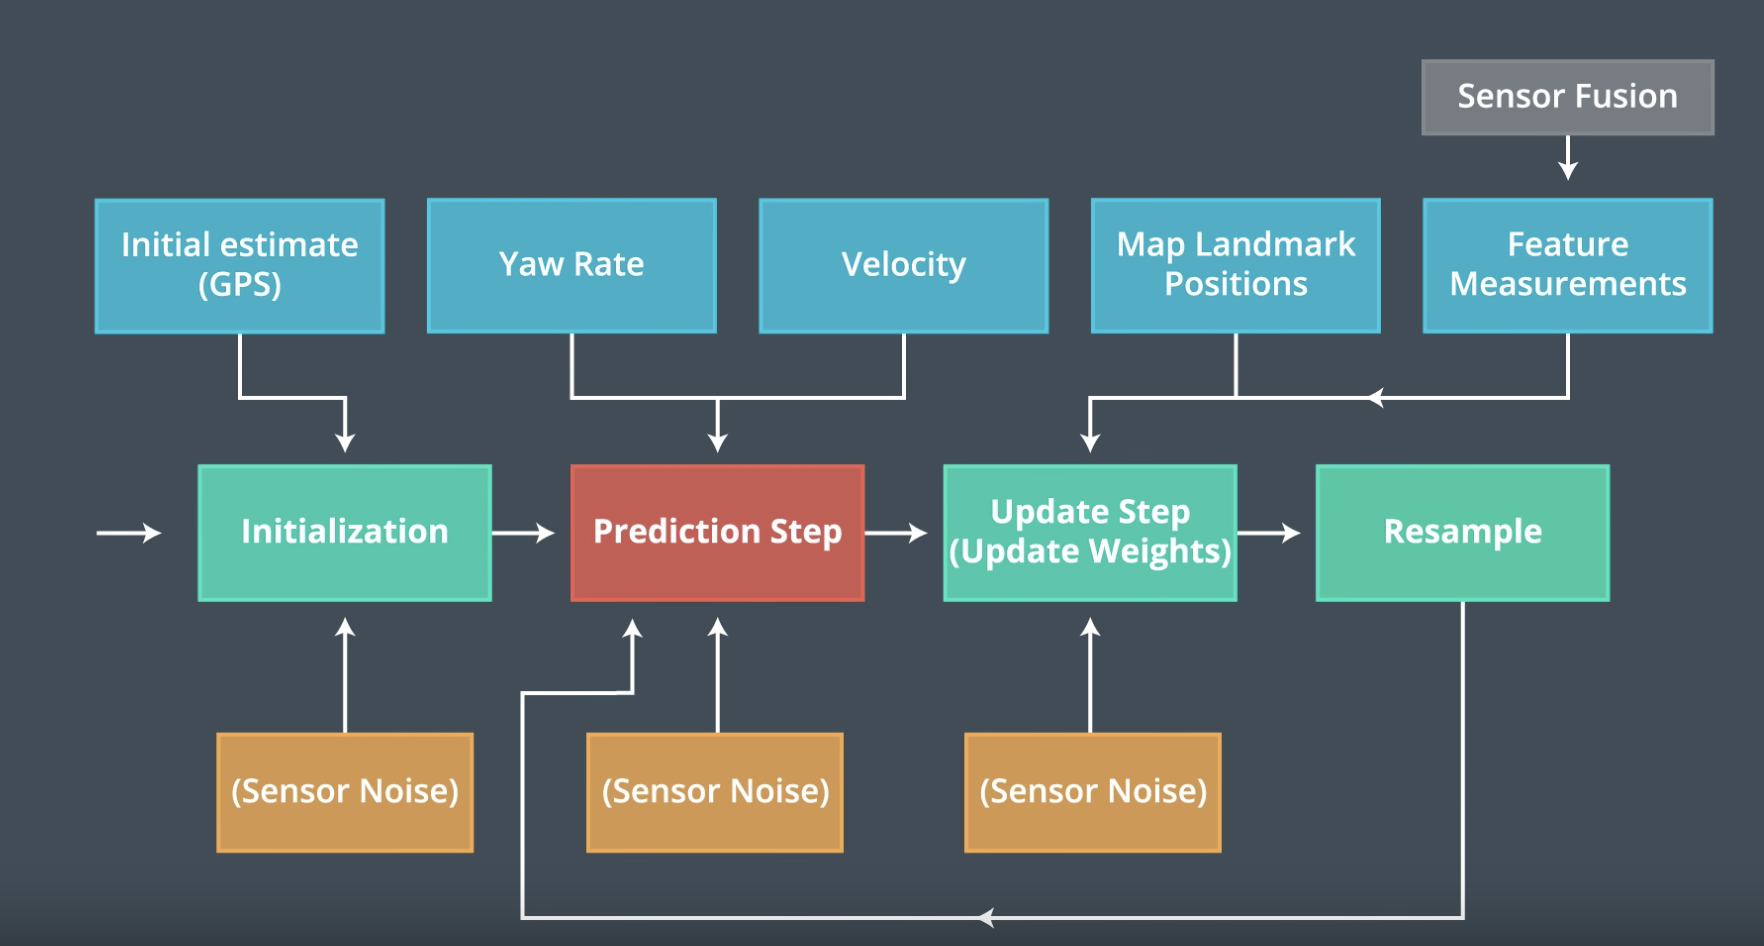 Sensor Fusion
Initial estimate
(GPS)
Yaw Rate
Velocity
Map Landmark
Positions
Feature
Measurements
Initialization
Prediction Step
Update Step
(Update Weights)
Resample
(Sensor Noise)
(Sensor Noise)
(Sensor Noise)